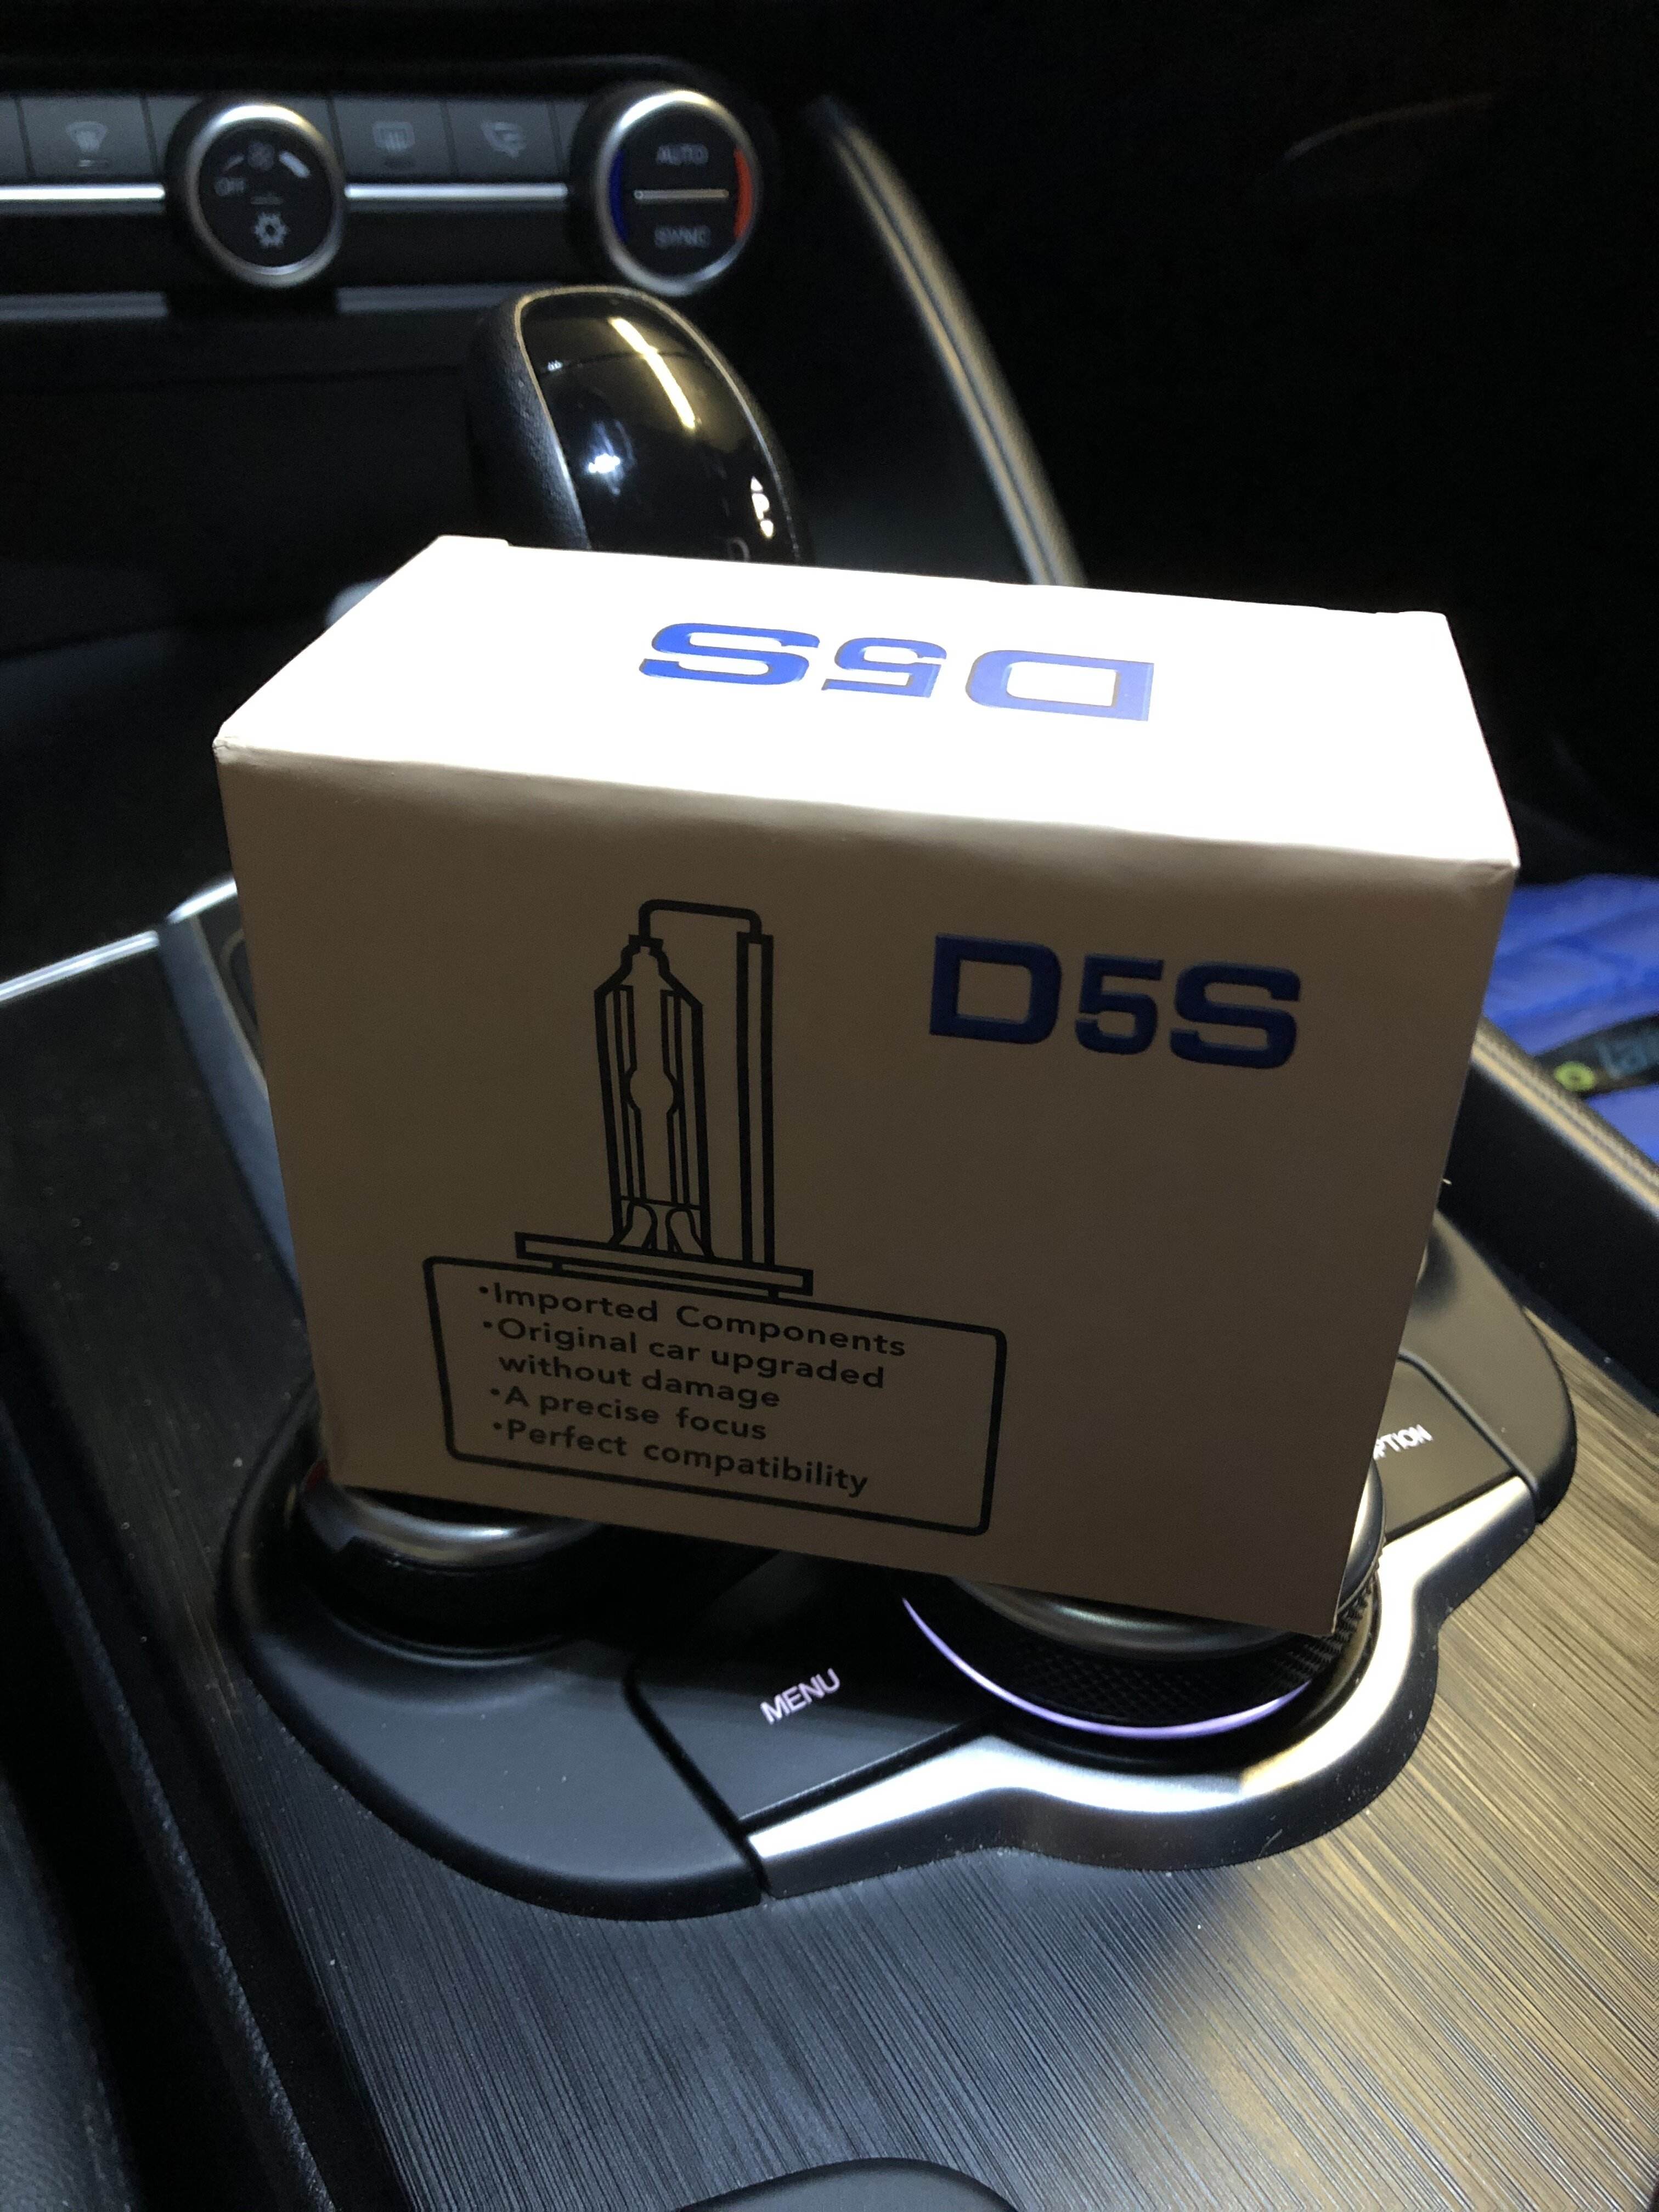 AUTO
OFF
SYNC
P
D
D5S
D5S
•Imported Components
•Original car upgraded
without damage
•A precise focus
•Perfect compatibility
MENU